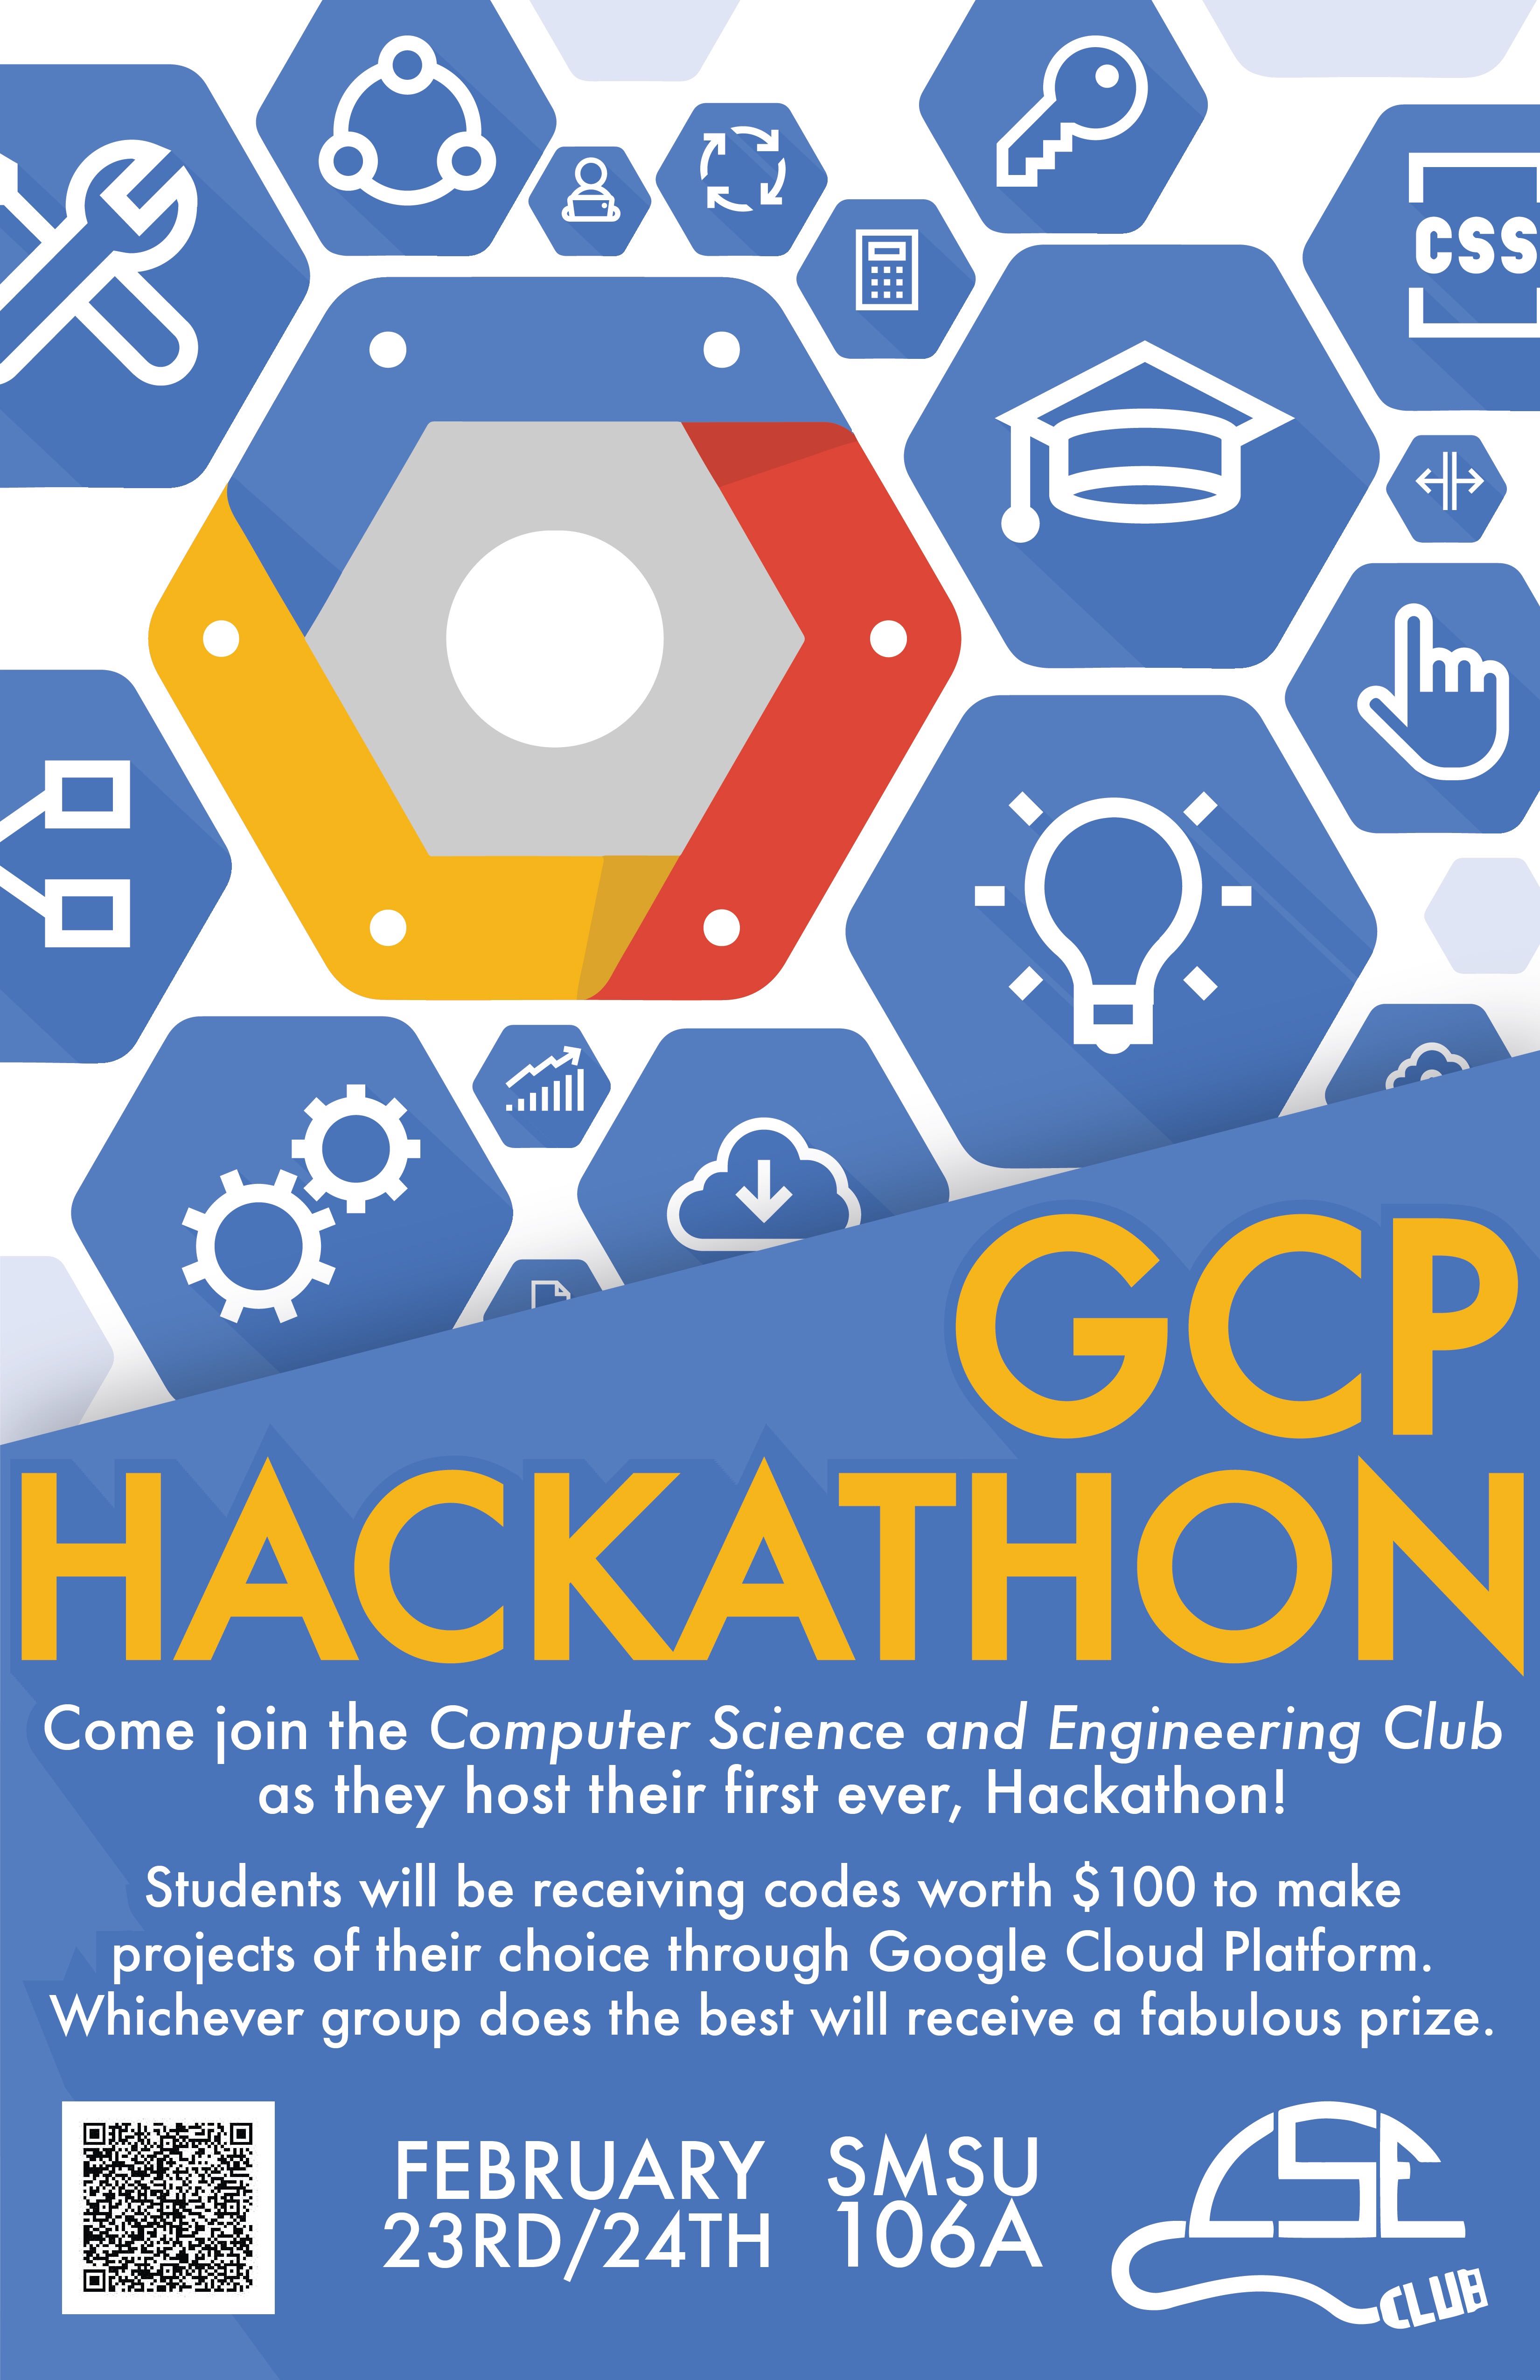 CSS
GCP
HACKATHON
Come join the Computer Science and Engineering Club
as they host their first ever, Hackathon!
Students will be receiving codes worth $100 to make
projects of their choice through Google Cloud Platform.
Whichever group does the best will receive a fabulous prize.
FEBRUARY
23RD/24TH
SMSU
106A
CSE
CLUB